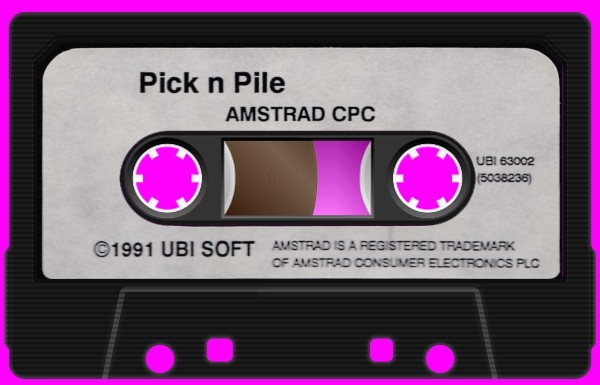 Pick n Pile
AMSTRAD CPC
UBI 63002
(5038236)
©1991 UBI SOFT
AMSTRAD IS A REGISTERED TRADEMARK
OF AMSTRAD CONSUMER ELECTRONICS PLC